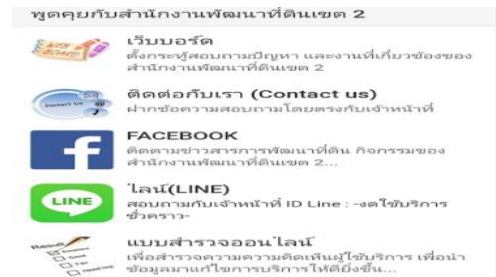 พูดคุยกับสำนักงานพัฒนาที่ดินเขต 2
WEB BOARD
เว็บบอร์ด
ตั้งกระทู้สอบถามปัญหา และงานที่เกี่ยวข้องของ
สำนักงานพัฒนาที่ดินเขต 2
Contact us
ติดต่อกับเรา (Contact us)
ฝากข้อความสอบถามโดยตรงกับเจ้าหน้าที่
FACEBOOK
ติดตามข่าวสารการพัฒนาที่ดิน กิจกรรมของ
สำนักงานพัฒนาที่ดินเขต 2...
LINE
ไลน์(LINE)
สอบถามกับเจ้าหน้าที่ ID Line : -งดใช้บริการ
ชั่วคราว-
Result
แบบสำรวจออนไลน์
เพื่อสำรวจความความคิดเห็นผู้ใช้บริการ เพื่อนำ
ข้อมูลมาแก้ไขการบริการให้ดียิ่งขึ้น...